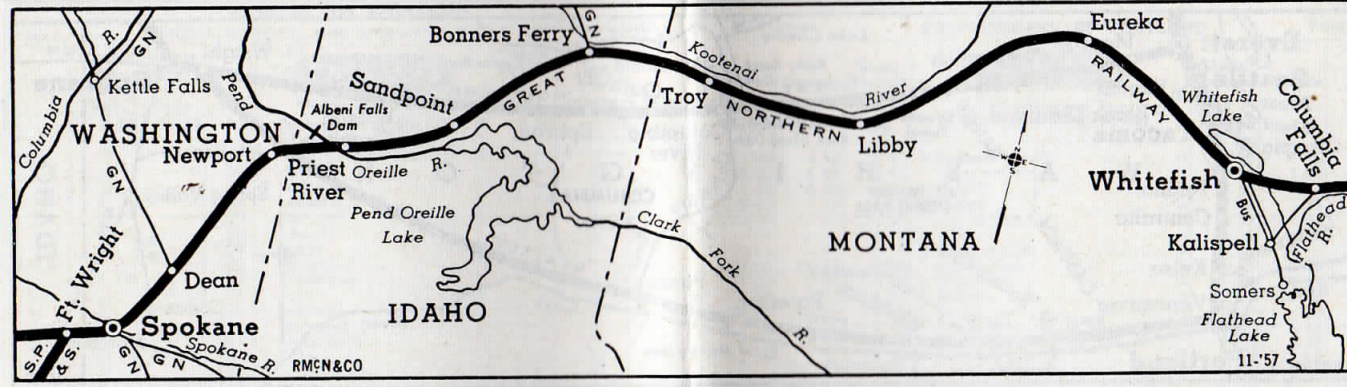 Columbia
R.
GN
Kettle Falls
Pend
Oreille
R.
WASHINGTON
Newport
Albeni Falls
Dam
Priest
River
Sandpoint
Bonners Ferry
GN
GREAT
NORTHERN
RAILWAY
Kootenai
River
Troy
Libby
Eureka
Whitefish
Lake
Columbia
Falls
Whitefish
Bus
Kalispell
Flathead
R.
Somers
Flathead
Lake
11-'57
GN
Ft. Wright
Dean
Spokane
S.P.
& S.
GN
GN
Spokane R.
RMCN&CO
Pend Oreille
Lake
IDAHO
Clark
Fork
R.
MONTANA
N
W
E
S